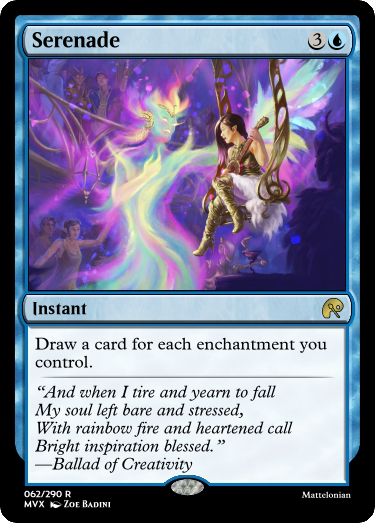 Serenade 3
Instant
Draw a card for each enchantment you
control.
“And when I tire and yearn to fall
My soul left bare and stressed,
With rainbow fire and heartened call
Bright inspiration blessed.”
—Ballad of Creativity
062/290 R
MVX Zoe Badini
Mattelonian